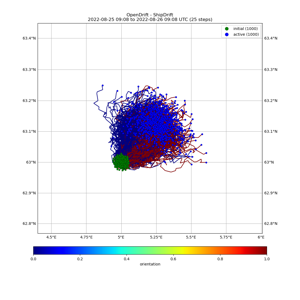 OpenDrift - ShipDrift
2022-08-25 09:08 to 2022-08-26 09:08 UTC (25 steps)
initial (1000)
active (1000)
63.4°N 63.4°N
63.3°N 63.3°N
63.2°N 63.2°N
63.1°N 63.1°N
63°N 63°N
62.9°N 62.9°N
62.8°N 62.8°N
4.5°E 4.75°E 5°E 5.25°E 5.5°E 5.75°E 6°E
0.0 0.2 0.4 0.6 0.8 1.0
orientation